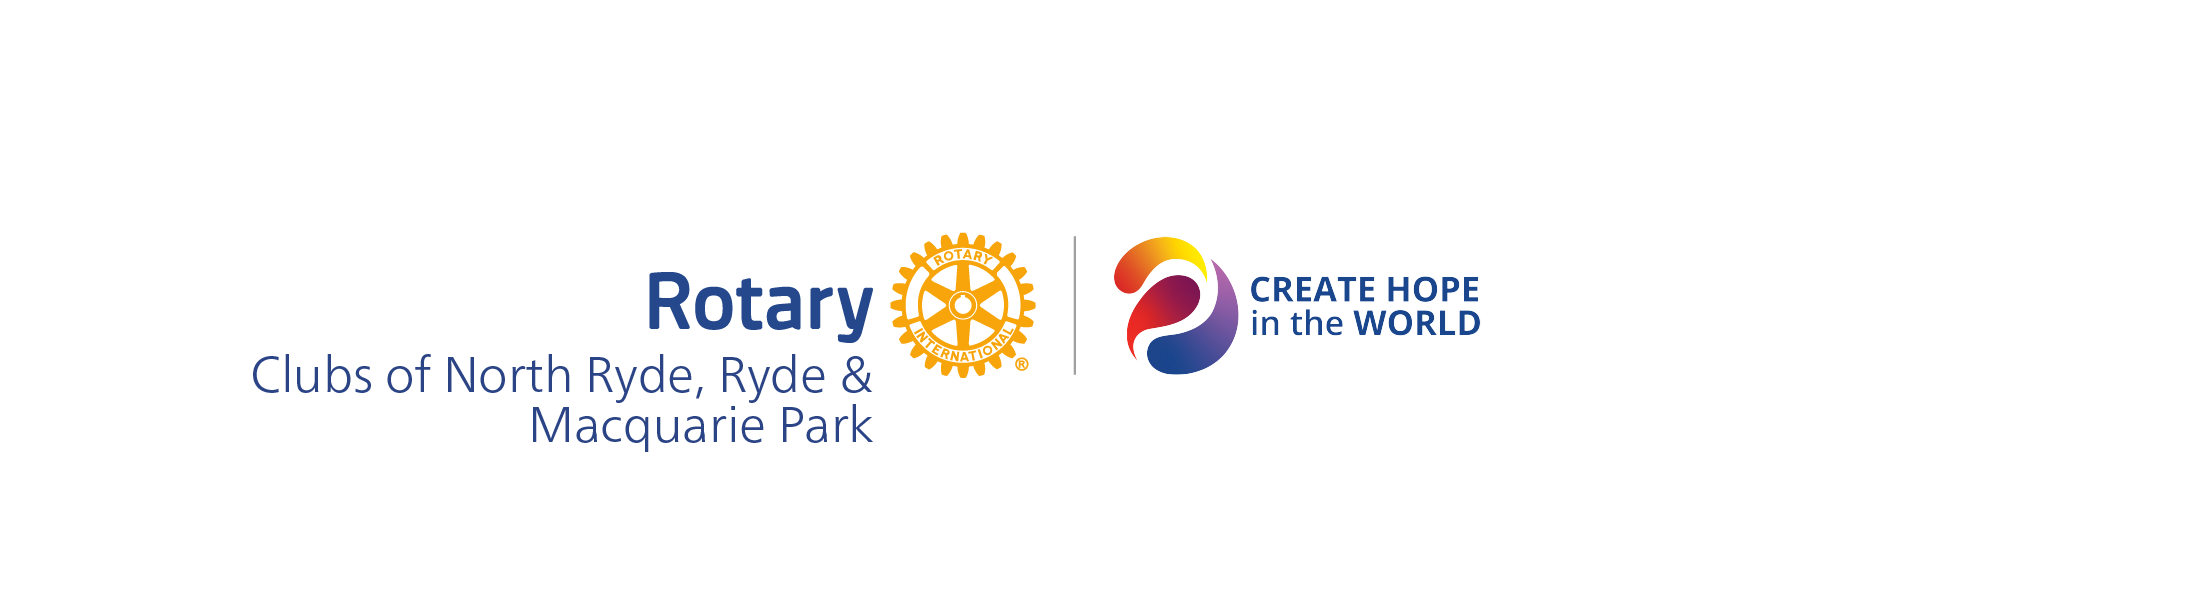 Rotary
Clubs of North Ryde, Ryde &
Macquarie Park
ROTARY
INTERNATIONAL
®
CREATE HOPE
in the WORLD